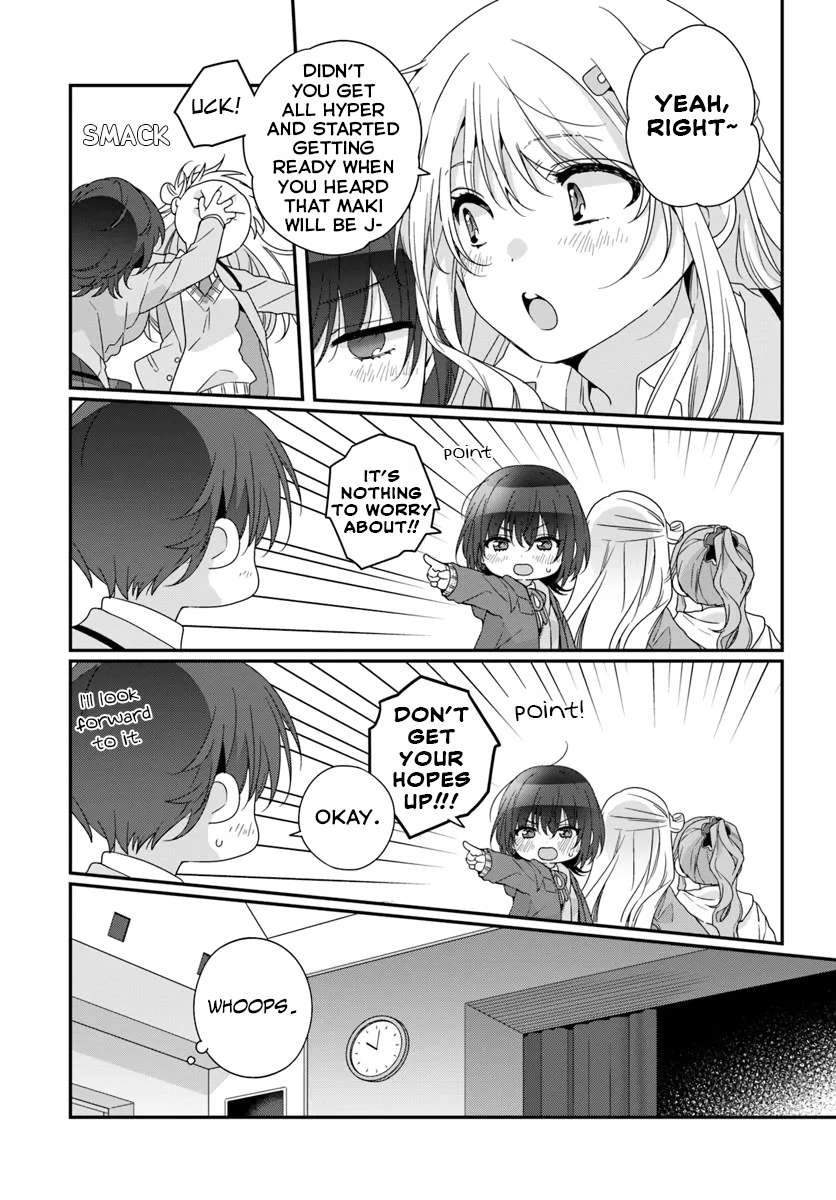 YEAH,
RIGHT~
DIDN'T
YOU GET
ALL HYPER
AND STARTED
GETTING
READY WHEN
YOU HEARD
THAT MAKI
WILL BE J-
UCK!
SMACK
point
IT'S
NOTHING
TO WORRY
ABOUT!!
point!
DON'T
GET
YOUR
HOPES
UP!!!
OKAY.
I'll look
forward
to it.
WHOOPS.